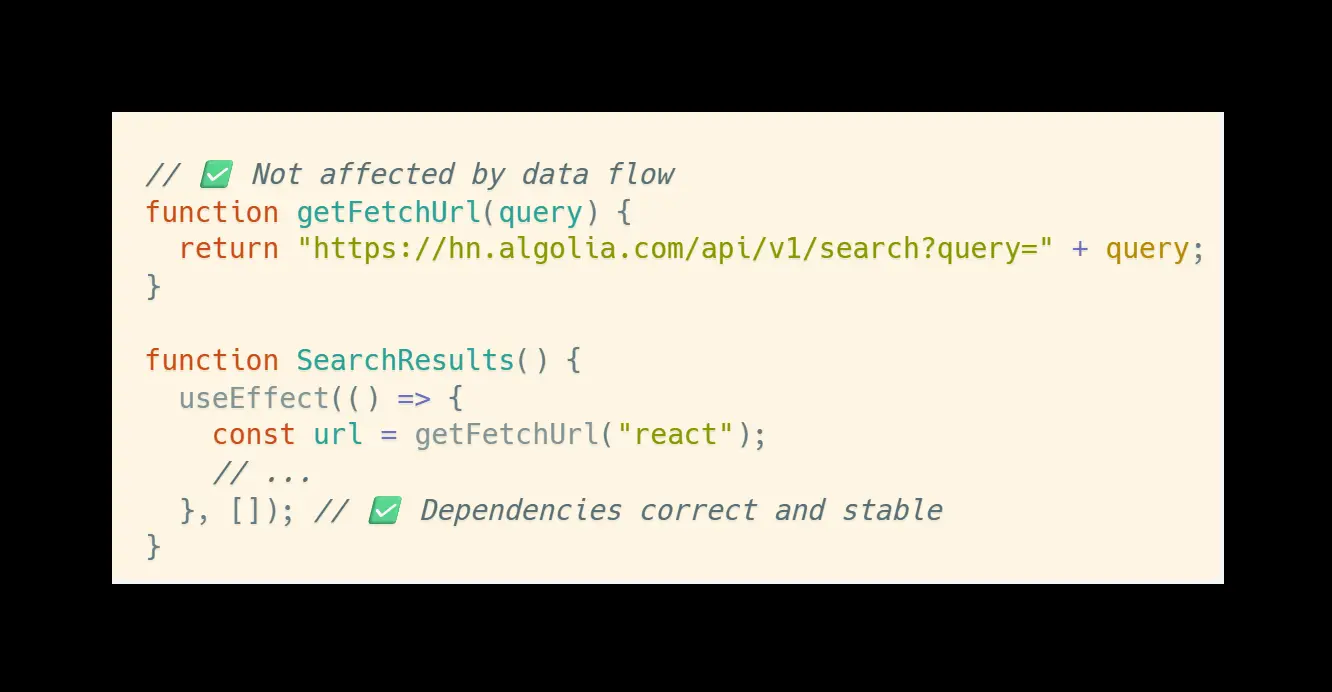 // ✅ Not affected by data flow
function getFetchUrl(query) {
  return "https://hn.algolia.com/api/v1/search?query=" + query;
}

function SearchResults() {
  useEffect(() => {
    const url = getFetchUrl("react");
    // ...
  }, []); // ✅ Dependencies correct and stable
}